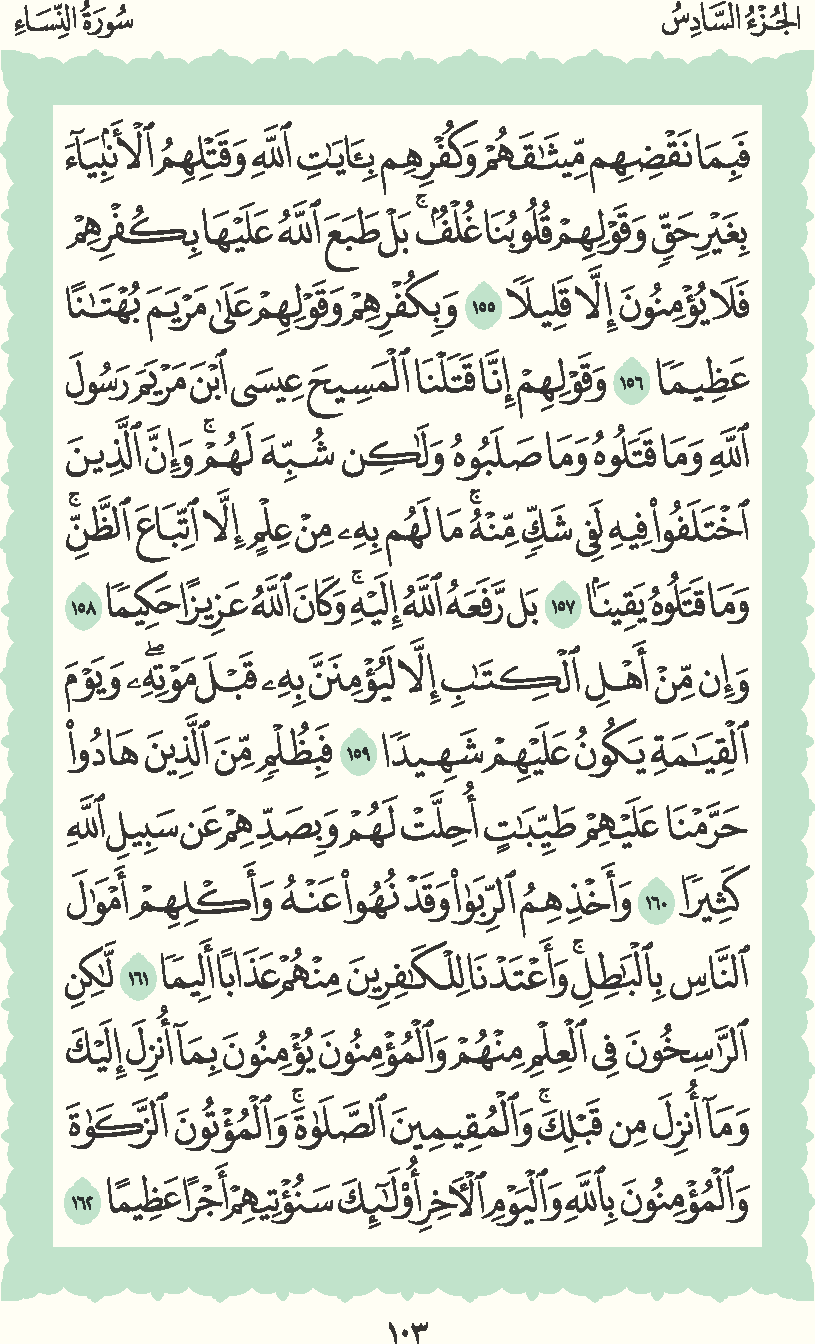 الجُزْءُ السَّادِسُ
سُورَةُ النِّسَاءِ
فَبِمَا نَقْضِهِم مِّيثَٰقَهُمْ وَكُفْرِهِم بِـَٔايَٰتِ ٱللَّهِ وَقَتْلِهِمُ ٱلْأَنۢبِيَآءَ
بِغَيْرِ حَقٍّ وَقَوْلِهِمْ قُلُوبُنَا غُلْفٌۢ ۚ بَلْ طَبَعَ ٱللَّهُ عَلَيْهَا بِكُفْرِهِمْ
فَلَا يُؤْمِنُونَ إِلَّا قَلِيلًا ١٥٥ وَبِكُفْرِهِمْ وَقَوْلِهِمْ عَلَىٰ مَرْيَمَ بُهْتَٰنًا
عَظِيمًا ١٥٦ وَقَوْلِهِمْ إِنَّا قَتَلْنَا ٱلْمَسِيحَ عِيسَى ٱبْنَ مَرْيَمَ رَسُولَ
ٱللَّهِ وَمَا قَتَلُوهُ وَمَا صَلَبُوهُ وَلَٰكِن شُبِّهَ لَهُمْ ۚ وَإِنَّ ٱلَّذِينَ
ٱخْتَلَفُوا۟ فِيهِ لَفِى شَكٍّ مِّنْهُ ۚ مَا لَهُم بِهِۦ مِنْ عِلْمٍ إِلَّا ٱتِّبَاعَ ٱلظَّنِّ ۚ
وَمَا قَتَلُوهُ يَقِينًۢا ١٥٧ بَل رَّفَعَهُ ٱللَّهُ إِلَيْهِ ۚ وَكَانَ ٱللَّهُ عَزِيزًا حَكِيمًا ١٥٨
وَإِن مِّنْ أَهْلِ ٱلْكِتَٰبِ إِلَّا لَيُؤْمِنَنَّ بِهِۦ قَبْلَ مَوْتِهِۦ ۖ وَيَوْمَ
ٱلْقِيَٰمَةِ يَكُونُ عَلَيْهِمْ شَهِيدًا ١٥٩ فَبِظُلْمٍ مِّنَ ٱلَّذِينَ هَادُوا۟
حَرَّمْنَا عَلَيْهِمْ طَيِّبَٰتٍ أُحِلَّتْ لَهُمْ وَبِصَدِّهِمْ عَن سَبِيلِ ٱللَّهِ
كَثِيرًا ١٦٠ وَأَخْذِهِمُ ٱلرِّبَوٰا۟ وَقَدْ نُهُوا۟ عَنْهُ وَأَكْلِهِمْ أَمْوَٰلَ
ٱلنَّاسِ بِٱلْبَٰطِلِ ۚ وَأَعْتَدْنَا لِلْكَٰفِرِينَ مِنْهُمْ عَذَابًا أَلِيمًا ١٦١ لَّٰكِنِ
ٱلرَّٰسِخُونَ فِى ٱلْعِلْمِ مِنْهُمْ وَٱلْمُؤْمِنُونَ يُؤْمِنُونَ بِمَآ أُنزِلَ إِلَيْكَ
وَمَآ أُنزِلَ مِن قَبْلِكَ ۚ وَٱلْمُقِيمِينَ ٱلصَّلَوٰةَ ۚ وَٱلْمُؤْتُونَ ٱلزَّكَوٰةَ
وَٱلْمُؤْمِنُونَ بِٱللَّهِ وَٱلْيَوْمِ ٱلْـَٔاخِرِ أُو۟لَٰٓئِكَ سَنُؤْتِيهِمْ أَجْرًا عَظِيمًا ١٦٢
١٠٣